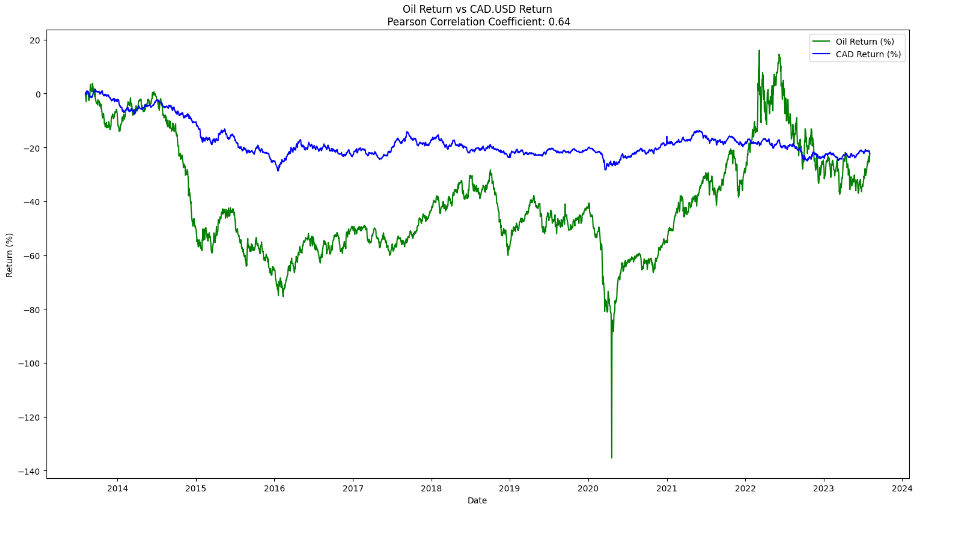 Oil Return vs CAD.USD Return
Pearson Correlation Coefficient: 0.64
Oil Return (%)
CAD Return (%)
Return (%)
20
0
−20
−40
−60
−80
−100
−120
−140
2014 2015 2016 2017 2018 2019 2020 2021 2022 2023 2024
Date